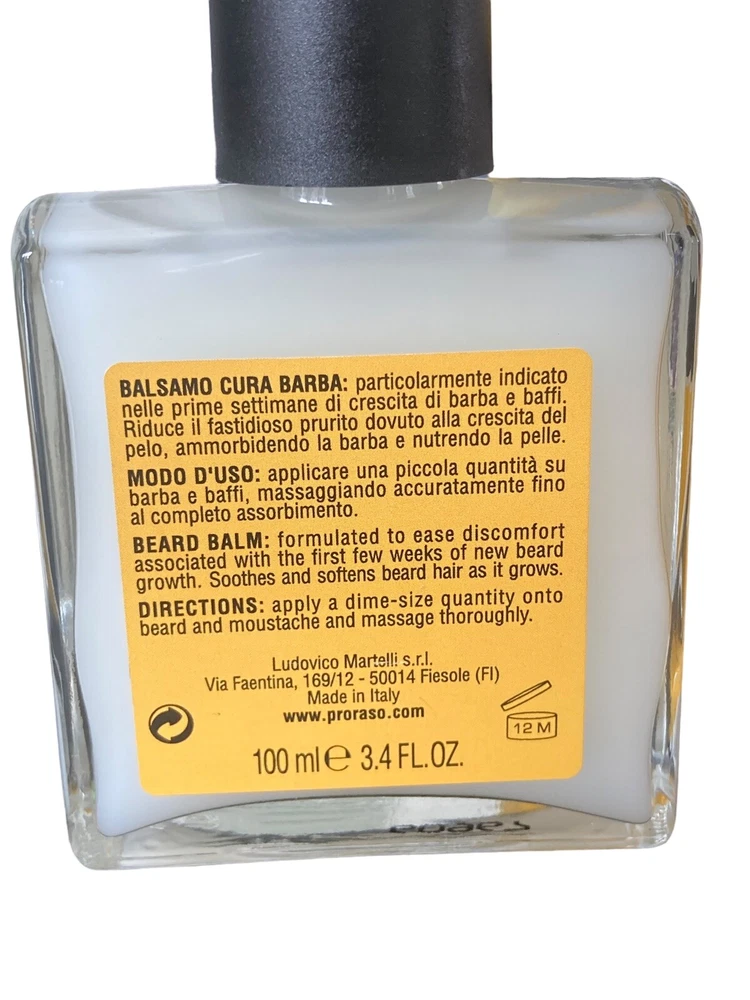 BALSAMO CURA BARBA: particolarmente indicato
nelle prime settimane di crescita di barba e baffi.
Riduce il fastidioso prurito dovuto alla crescita del
pelo, ammorbidendo la barba e nutrendo la pelle.
MODO D'USO: applicare una piccola quantità su
barba e baffi, massaggiando accuratamente fino
al completo assorbimento.
BEARD BALM: formulated to ease discomfort
associated with the first few weeks of new beard
growth. Soothes and softens beard hair as it grows.
DIRECTIONS: apply a dime-size quantity onto
beard and moustache and massage thoroughly.
Ludovico Martelli s.r.l.
Via Faentina, 169/12 - 50014 Fiesole (FI)
Made in Italy
www.proraso.com
12 M
100 ml e 3.4 FL.OZ.